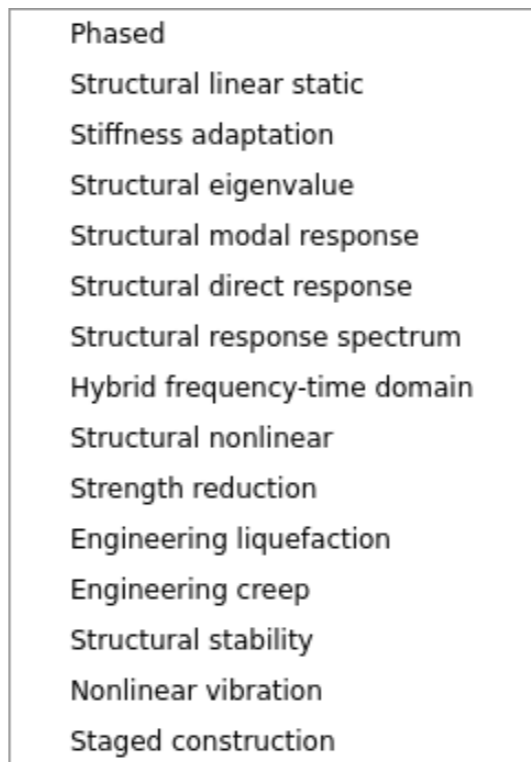 Phased
Structural linear static
Stiffness adaptation
Structural eigenvalue
Structural modal response
Structural direct response
Structural response spectrum
Hybrid frequency-time domain
Structural nonlinear
Strength reduction
Engineering liquefaction
Engineering creep
Structural stability
Nonlinear vibration
Staged construction